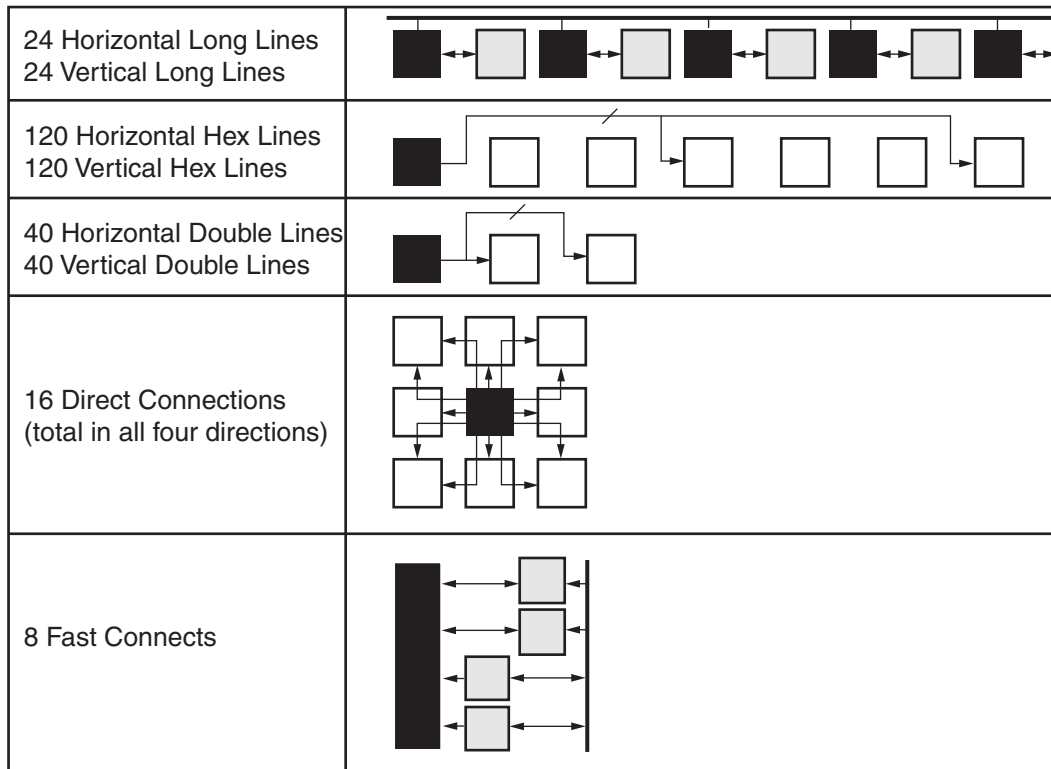 24 Horizontal Long Lines
24 Vertical Long Lines
120 Horizontal Hex Lines
120 Vertical Hex Lines
40 Horizontal Double Lines
40 Vertical Double Lines
16 Direct Connections
(total in all four directions)
8 Fast Connects